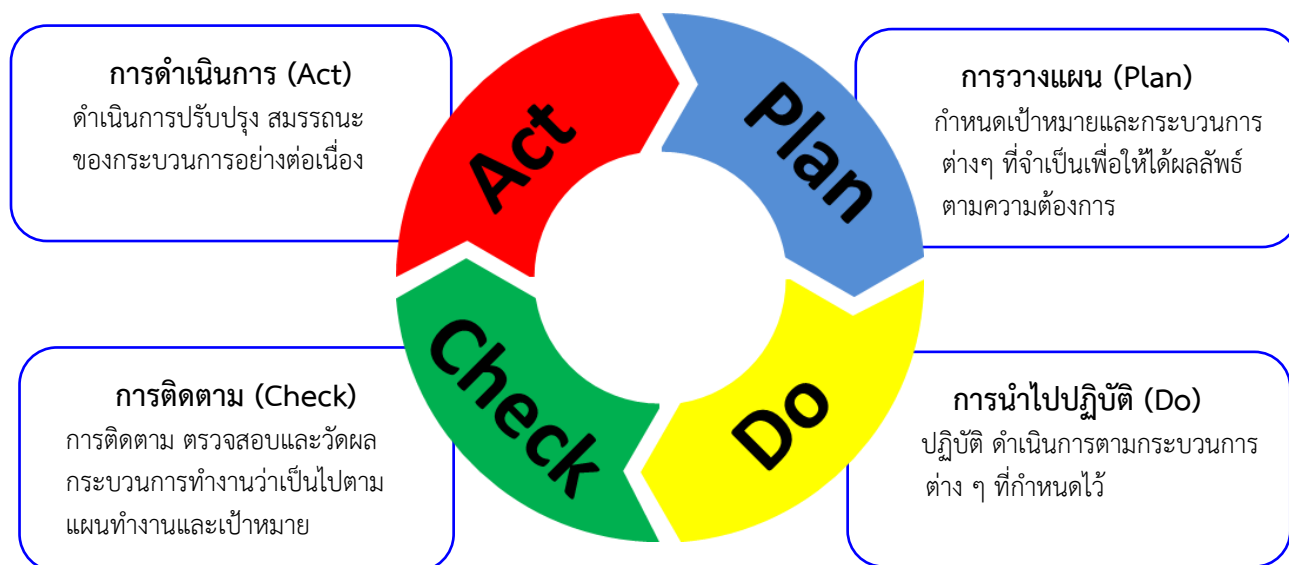 การดำเนินการ (Act)
ดำเนินการปรับปรุง สมรรถนะ
ของกระบวนการอย่างต่อเนื่อง
Act
Plan
การวางแผน (Plan)
กำหนดเป้าหมายและกระบวนการ
ต่างๆ ที่จำเป็นเพื่อให้ได้ผลลัพธ์
ตามความต้องการ
การติดตาม (Check)
การติดตาม ตรวจสอบและวัดผล
กระบวนการทำงานว่าเป็นไปตาม
แผนทำงานและเป้าหมาย
Check
Do
การนำไปปฏิบัติ (Do)
ปฏิบัติ ดำเนินการตามกระบวนการ
ต่าง ๆ ที่กำหนดไว้